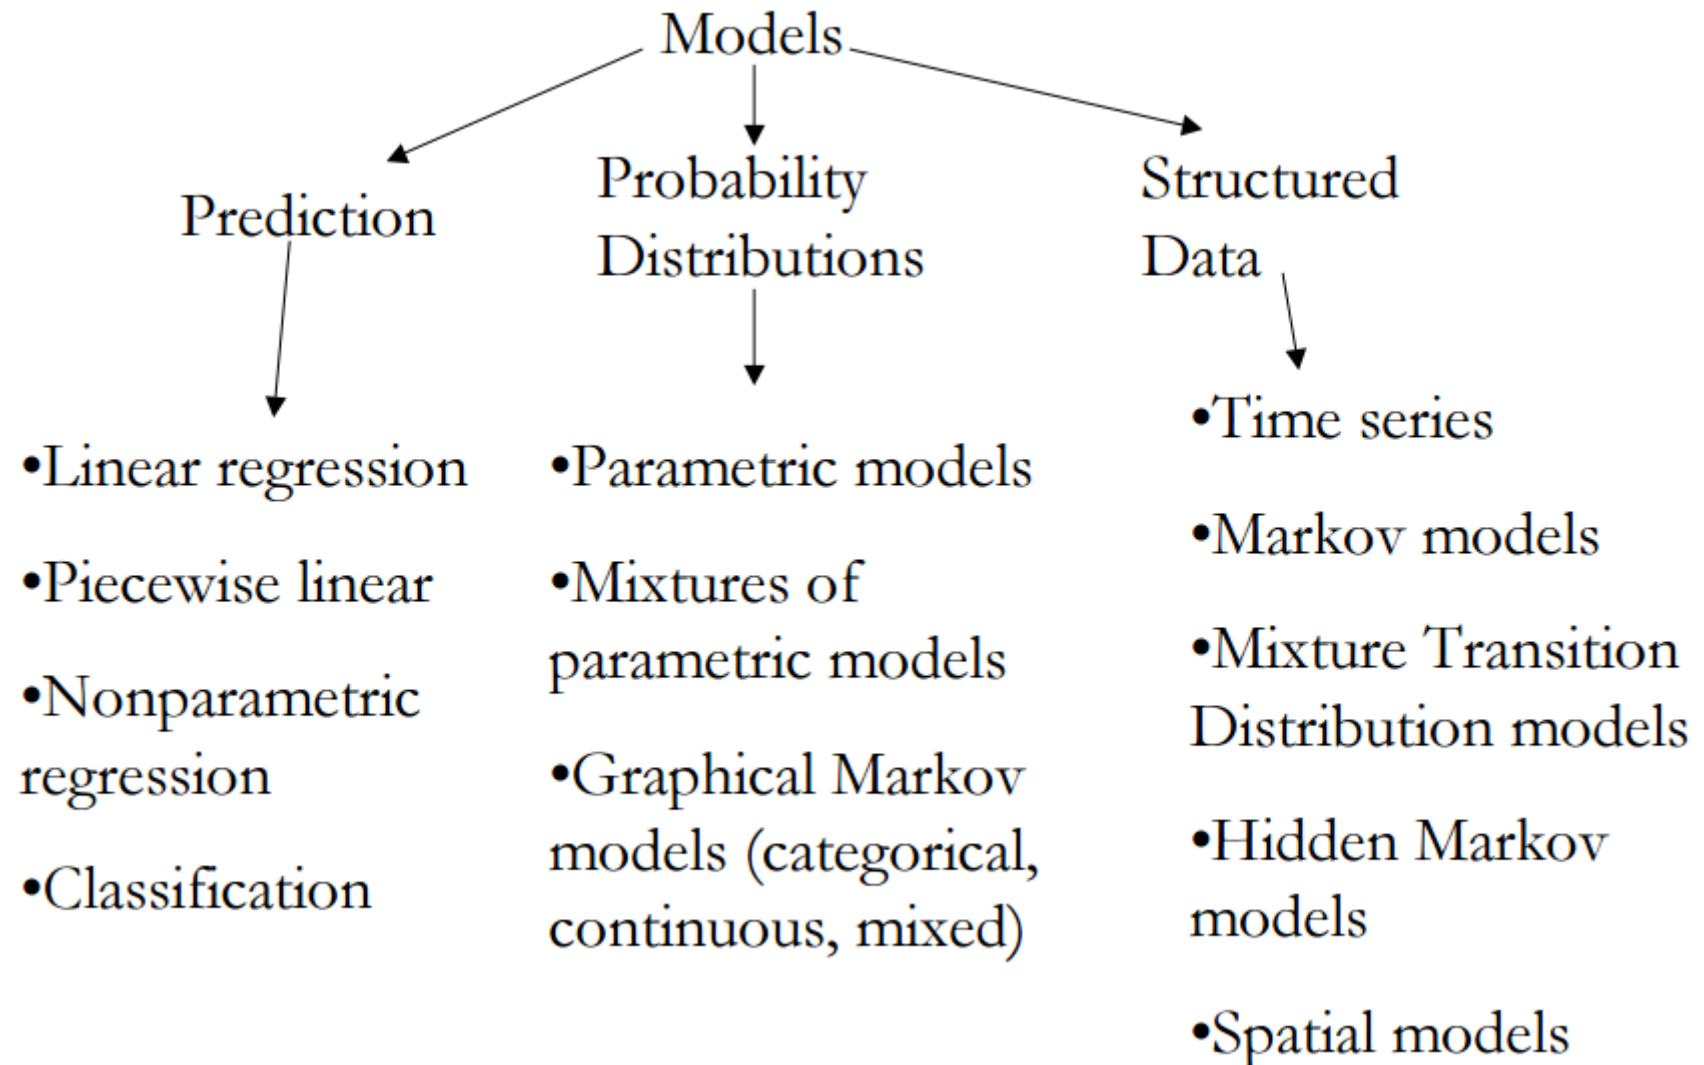 Models
Prediction
Probability
Distributions
Structured
Data
•Linear regression
•Piecewise linear
•Nonparametric
regression
•Classification
•Parametric models
•Mixtures of
parametric models
•Graphical Markov
models (categorical,
continuous, mixed)
•Time series
•Markov models
•Mixture Transition
Distribution models
•Hidden Markov
models
•Spatial models